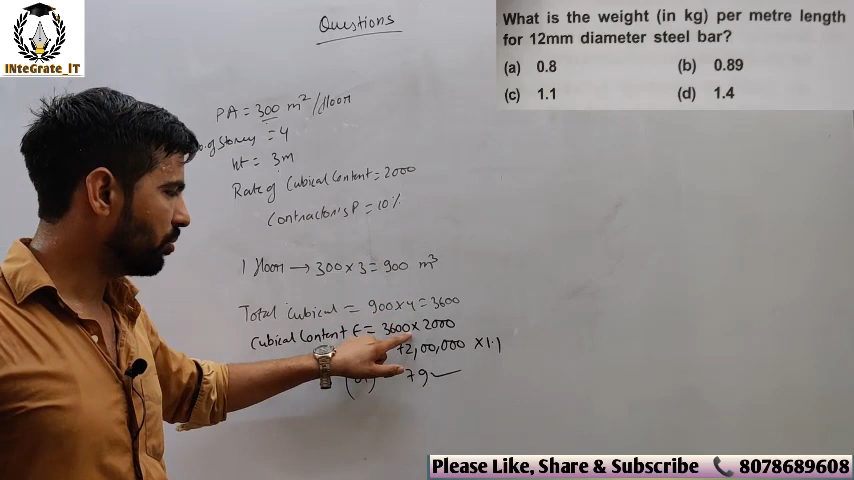 INteGrate_IT
Questions
What is the weight (in kg) per metre length
for 12mm diameter steel bar?
(a) 0.8
(b) 0.89
(c) 1.1
(d) 1.4
PA = 300 m²/floor
of Storey = 4
ht = 3m
Rate of Cubical Content = 2000
Contractor's P = 10%
1 floor → 300 × 3 = 900 m³
Total Cubical = 900 × 4 = 3600
Cubical Content E = 3600 × 2000
72,00,000 × 1.1
79
Please Like, Share & Subscribe 8078689608